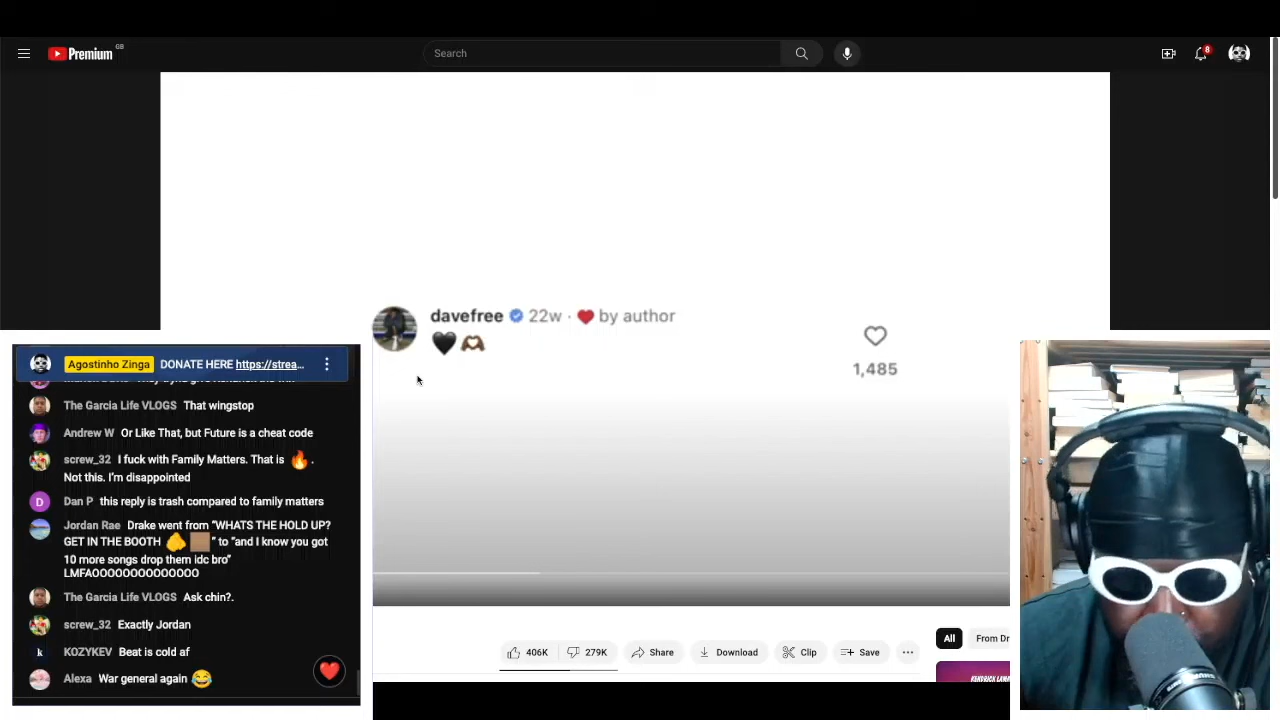 Premium GB
Search
8
davefree 22w · ❤️ by author
🖤 🫶🏾
1,485
Agostinho Zinga DONATE HERE https://strea...
The Garcia Life VLOGS That wingstop
Andrew W Or Like That, but Future is a cheat code
screw_32 I fuck with Family Matters. That is 🔥.
Not this. I'm disappointed
Dan P this reply is trash compared to family matters
Jordan Rae Drake went from "WHATS THE HOLD UP?
GET IN THE BOOTH 🫵🏽" to "and I know you got
10 more songs drop them idc bro"
LMFAOOOOOOOOOOOOOO
The Garcia Life VLOGS Ask chin?.
screw_32 Exactly Jordan
KOZYKEV Beat is cold af
Alexa War general again 😂
406K 279K Share Download Clip Save
All From Dr